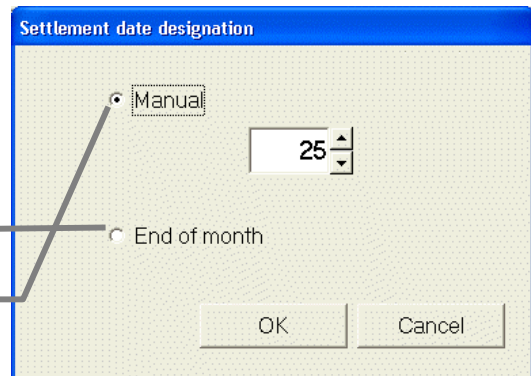 Settlement date designation
Manual
25
End of month
OK Cancel